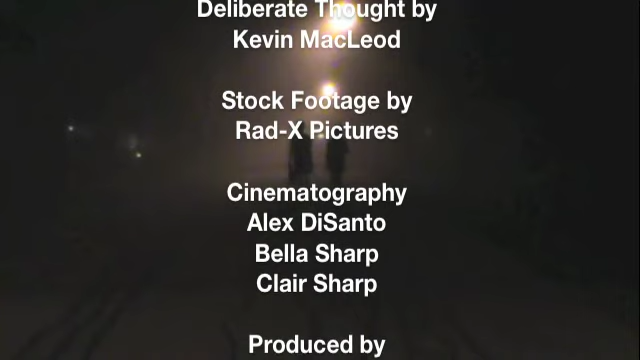 Deliberate Thought by
Kevin MacLeod
Stock Footage by
Rad-X Pictures
Cinematography
Alex DiSanto
Bella Sharp
Clair Sharp
Produced by